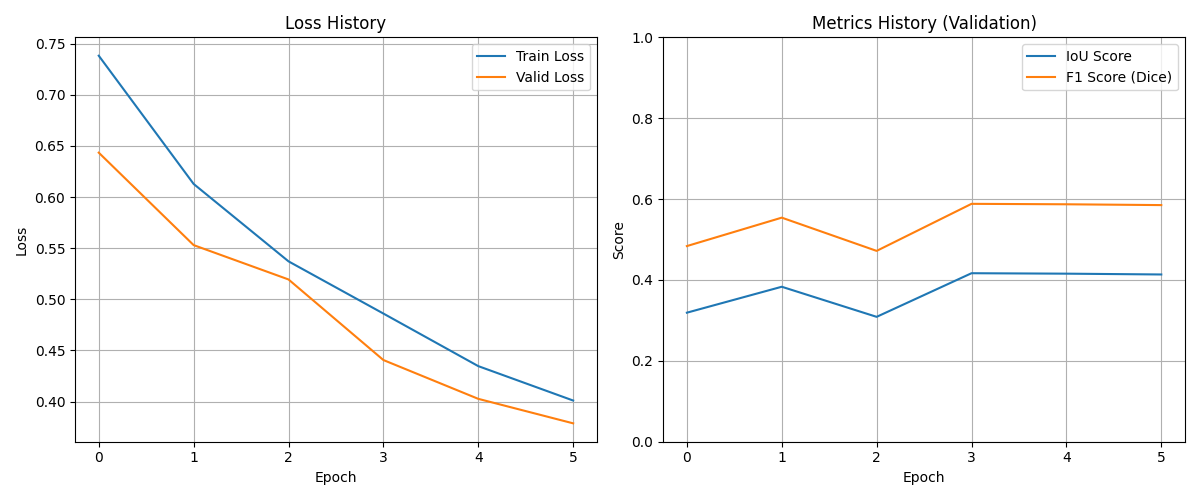 Loss History
Train Loss
Valid Loss
0.75
0.70
0.65
0.60
0.55
0.50
0.45
0.40
Loss
0 1 2 3 4 5
Epoch
Metrics History (Validation)
IoU Score
F1 Score (Dice)
1.0
0.8
0.6
0.4
0.2
0.0
Score
0 1 2 3 4 5
Epoch